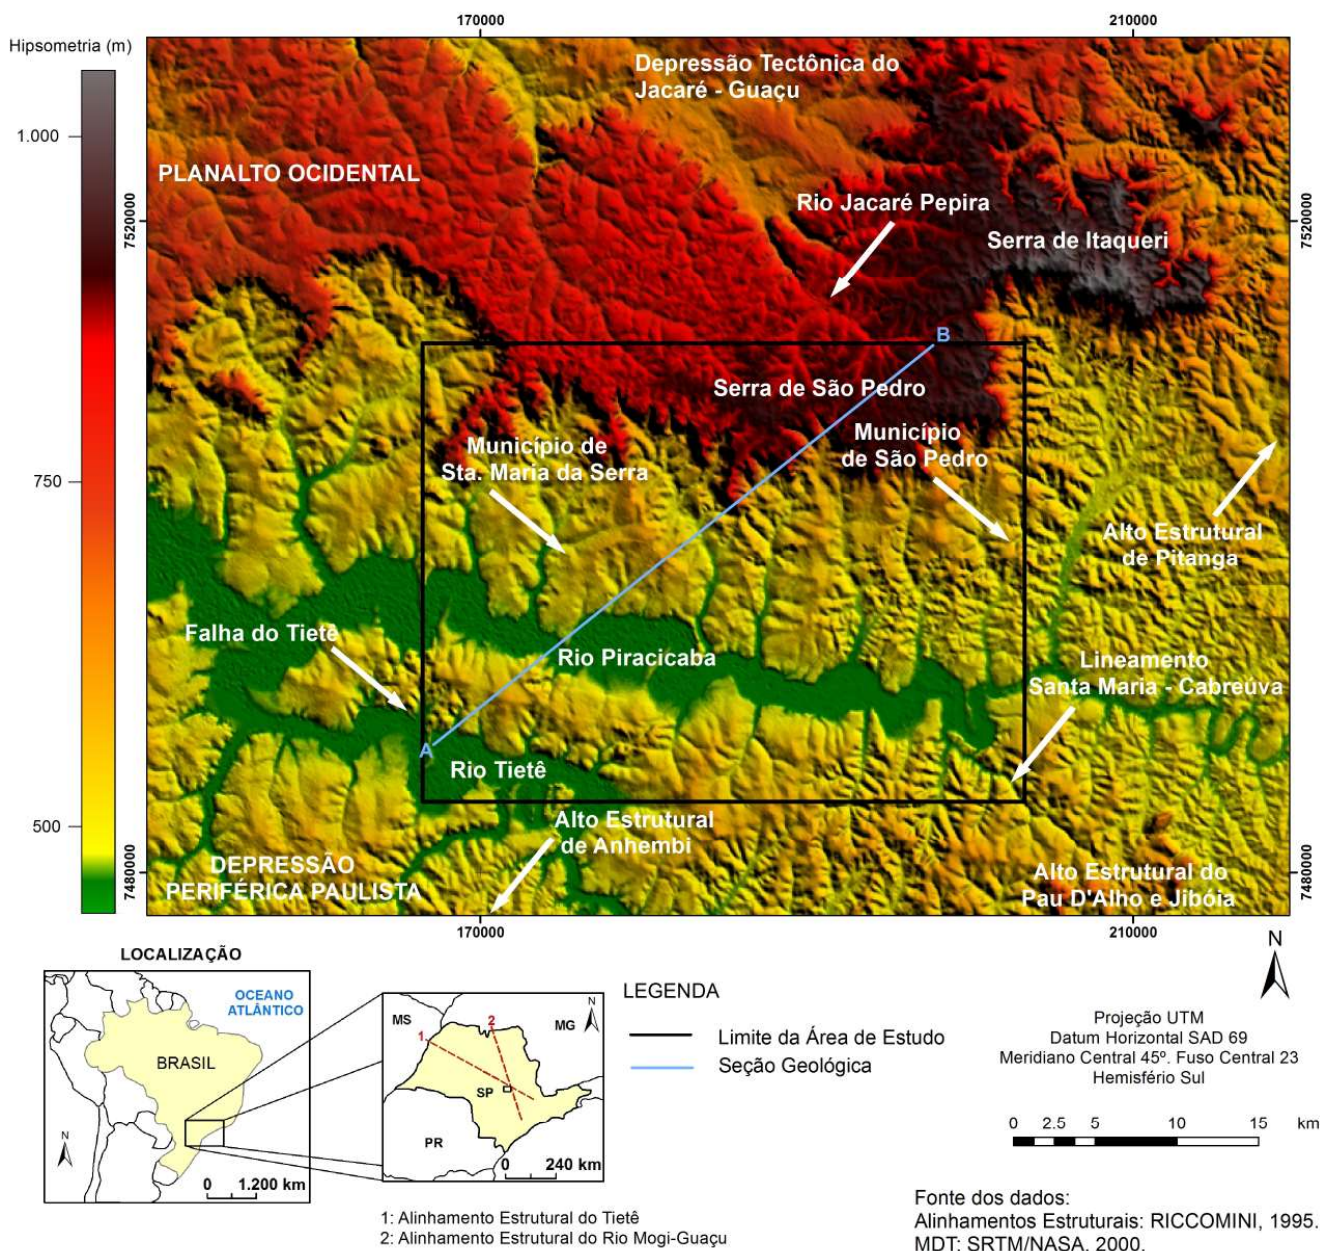 170000
210000
Hipsometria (m)
1.000
750
500
7520000
7520000
7480000
7480000
Depressão Tectônica do
Jacaré - Guaçu
PLANALTO OCIDENTAL
Rio Jacaré Pepira
Serra de Itaqueri
B
Serra de São Pedro
Município de
Sta. Maria da Serra
Município
de São Pedro
Alto Estrutural
de Pitanga
Falha do Tietê
Rio Piracicaba
Lineamento
Santa Maria - Cabreúva
A
Rio Tietê
Alto Estrutural
de Anhembi
DEPRESSÃO
PERIFÉRICA PAULISTA
Alto Estrutural do
Pau D'Alho e Jibóia
170000
210000
N
LOCALIZAÇÃO
OCEANO
ATLÂNTICO
BRASIL
N
0 1.200 km
MS
1
2
MG
N
SP
PR
0 240 km
1: Alinhamento Estrutural do Tietê
2: Alinhamento Estrutural do Rio Mogi-Guaçu
LEGENDA
Limite da Área de Estudo
Seção Geológica
Projeção UTM
Datum Horizontal SAD 69
Meridiano Central 45º. Fuso Central 23
Hemisfério Sul
0 2.5 5 10 15 km
Fonte dos dados:
Alinhamentos Estruturais: RICCOMINI, 1995.
MDT: SRTM/NASA, 2000.